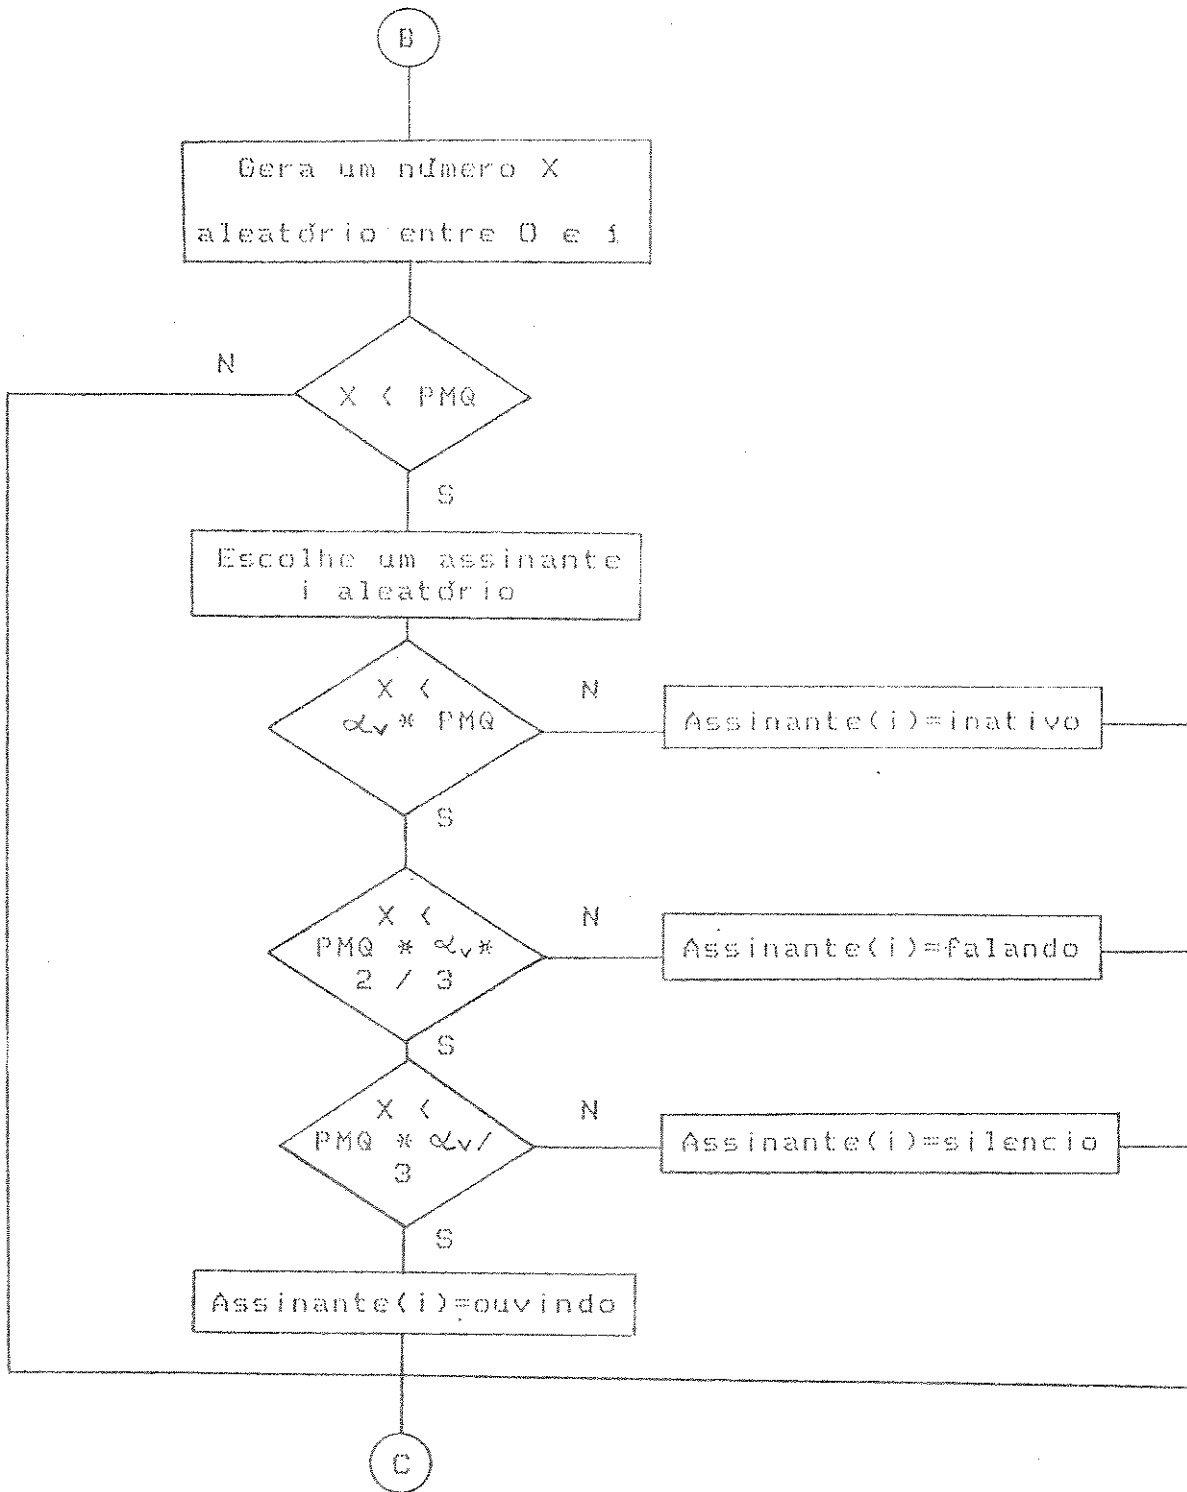 B
Gera um número X
aleatório entre 0 e 1
N
X < PMQ
S
Escolhe um assinante
i aleatório
X <
αv * PMQ
N
Assinante(i)=inativo
S
X <
PMQ * αv *
2 / 3
N
Assinante(i)=falando
S
X <
PMQ * αv /
3
N
Assinante(i)=silencio
S
Assinante(i)=ouvindo
C